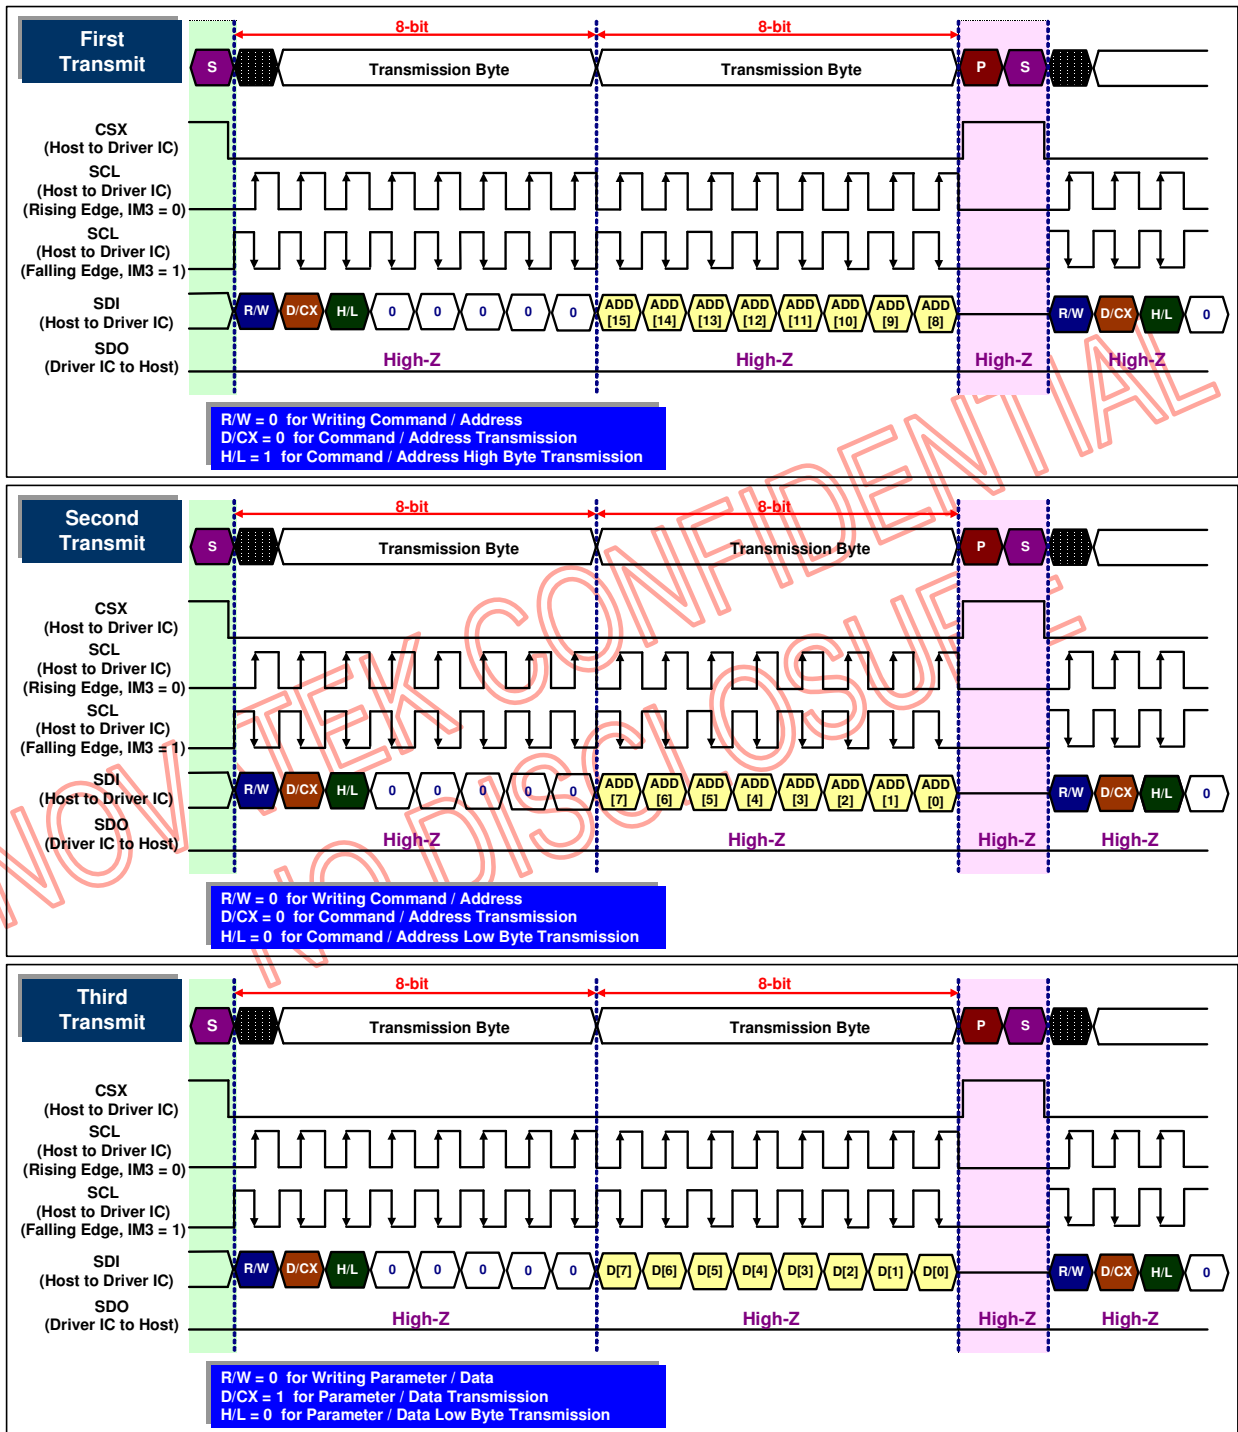 First
Transmit
8-bit 8-bit
S Transmission Byte Transmission Byte P S
CSX
(Host to Driver IC)
SCL
(Host to Driver IC)
(Rising Edge, IM3 = 0)
SCL
(Host to Driver IC)
(Falling Edge, IM3 = 1)
SDI
(Host to Driver IC)
R/W D/CX H/L 0 0 0 0 0 ADD [15] ADD [14] ADD [13] ADD [12] ADD [11] ADD [10] ADD [9] ADD [8] R/W D/CX H/L 0
SDO
(Driver IC to Host)
High-Z High-Z High-Z High-Z
R/W = 0 for Writing Command / Address
D/CX = 0 for Command / Address Transmission
H/L = 1 for Command / Address High Byte Transmission
Second
Transmit
8-bit 8-bit
S Transmission Byte Transmission Byte P S
CSX
(Host to Driver IC)
SCL
(Host to Driver IC)
(Rising Edge, IM3 = 0)
SCL
(Host to Driver IC)
(Falling Edge, IM3 = 1)
SDI
(Host to Driver IC)
R/W D/CX H/L 0 0 0 0 0 ADD [7] ADD [6] ADD [5] ADD [4] ADD [3] ADD [2] ADD [1] ADD [0] R/W D/CX H/L 0
SDO
(Driver IC to Host)
High-Z High-Z High-Z High-Z
R/W = 0 for Writing Command / Address
D/CX = 0 for Command / Address Transmission
H/L = 0 for Command / Address Low Byte Transmission
Third
Transmit
8-bit 8-bit
S Transmission Byte Transmission Byte P S
CSX
(Host to Driver IC)
SCL
(Host to Driver IC)
(Rising Edge, IM3 = 0)
SCL
(Host to Driver IC)
(Falling Edge, IM3 = 1)
SDI
(Host to Driver IC)
R/W D/CX H/L 0 0 0 0 0 D[7] D[6] D[5] D[4] D[3] D[2] D[1] D[0] R/W D/CX H/L 0
SDO
(Driver IC to Host)
High-Z High-Z High-Z High-Z
R/W = 0 for Writing Parameter / Data
D/CX = 1 for Parameter / Data Transmission
H/L = 0 for Parameter / Data Low Byte Transmission
NOVATEK CONFIDENTIAL
NO DISCLOSURE